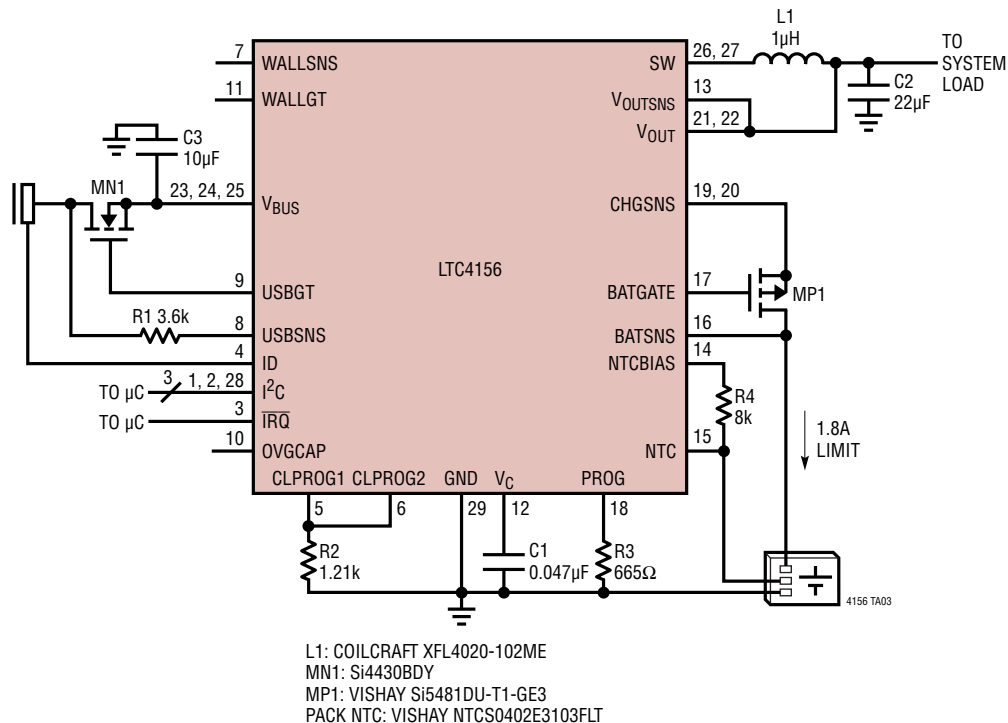 L1
1µH
TO
SYSTEM
LOAD
7
WALLSNS
SW
26, 27
11
WALLGT
VOUTSNS
13
C2
22µF
VOUT
21, 22
C3
10µF
MN1
23, 24, 25
VBUS
CHGSNS
19, 20
LTC4156
9
USBGT
BATGATE
17
MP1
R1 3.6k
8
USBSNS
BATSNS
16
4
ID
NTCBIAS
14
TO µC
3
1, 2, 28
I²C
R4
8k
TO µC
3
IRQ
1.8A
LIMIT
10
OVGCAP
NTC
15
CLPROG1 CLPROG2 GND VC PROG
5
6
29
12
18
R2
1.21k
C1
0.047µF
R3
665Ω
4156 TA03
L1: COILCRAFT XFL4020-102ME
MN1: Si4430BDY
MP1: VISHAY Si5481DU-T1-GE3
PACK NTC: VISHAY NTCS0402E3103FLT